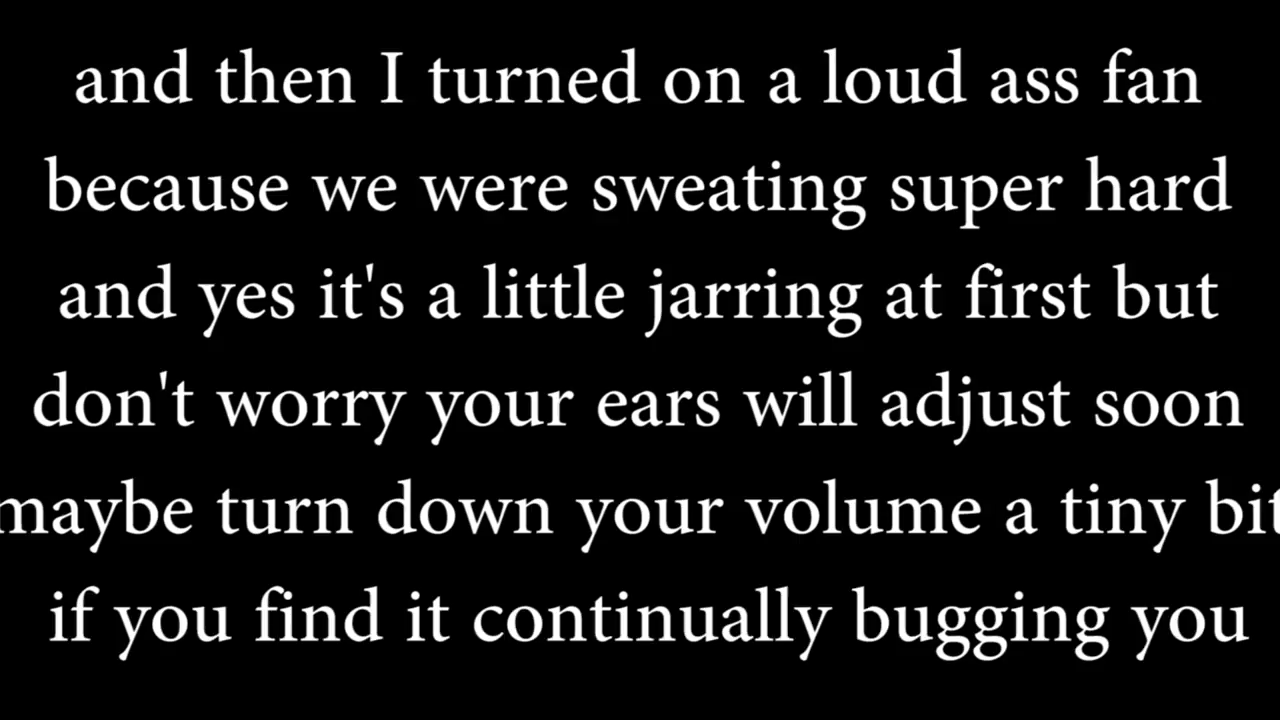 and then I turned on a loud ass fan
because we were sweating super hard
and yes it's a little jarring at first but
don't worry your ears will adjust soon
maybe turn down your volume a tiny bit
if you find it continually bugging you